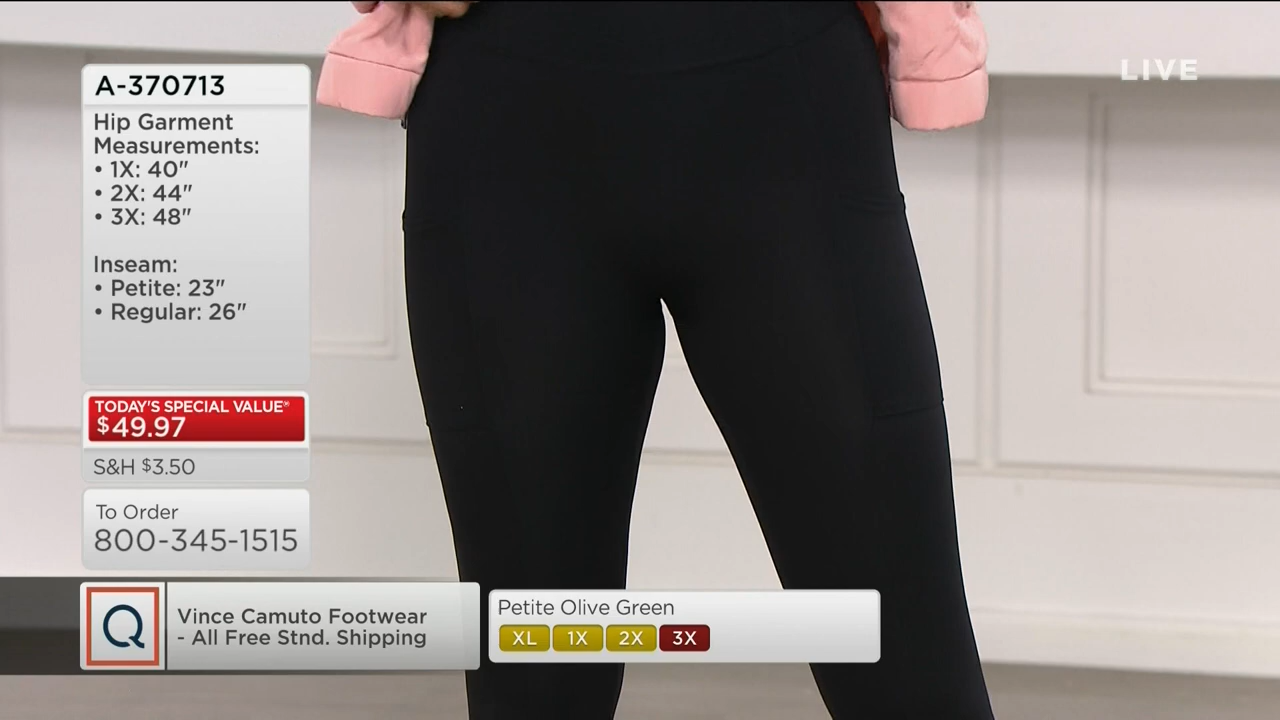 LIVE
A-370713
Hip Garment
Measurements:
• 1X: 40"
• 2X: 44"
• 3X: 48"
Inseam:
• Petite: 23"
• Regular: 26"
TODAY'S SPECIAL VALUE®
$49.97
S&H $3.50
To Order
800-345-1515
Q
Vince Camuto Footwear
- All Free Stnd. Shipping
Petite Olive Green
XL 1X 2X 3X